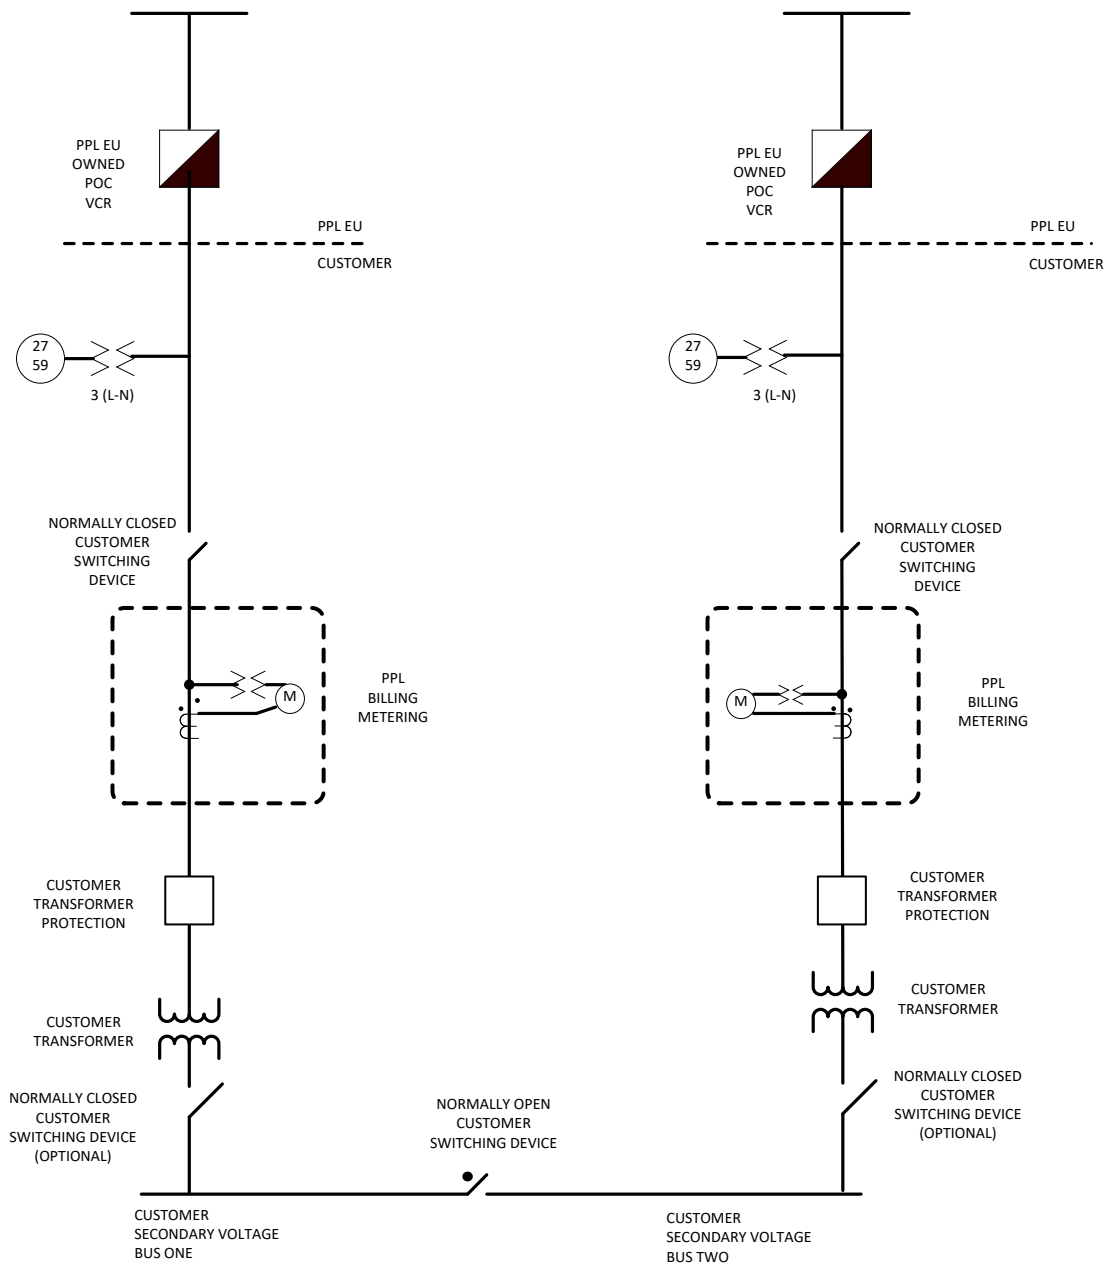 PPL EU
OWNED
POC
VCR
PPL EU
OWNED
POC
VCR
PPL EU
CUSTOMER
PPL EU
CUSTOMER
27
59
3 (L-N)
27
59
3 (L-N)
NORMALLY CLOSED
CUSTOMER
SWITCHING
DEVICE
NORMALLY CLOSED
CUSTOMER
SWITCHING
DEVICE
M
PPL
BILLING
METERING
M
PPL
BILLING
METERING
CUSTOMER
TRANSFORMER
PROTECTION
CUSTOMER
TRANSFORMER
PROTECTION
CUSTOMER
TRANSFORMER
CUSTOMER
TRANSFORMER
NORMALLY CLOSED
CUSTOMER
SWITCHING DEVICE
(OPTIONAL)
NORMALLY OPEN
CUSTOMER
SWITCHING DEVICE
NORMALLY CLOSED
CUSTOMER
SWITCHING DEVICE
(OPTIONAL)
CUSTOMER
SECONDARY VOLTAGE
BUS ONE
CUSTOMER
SECONDARY VOLTAGE
BUS TWO